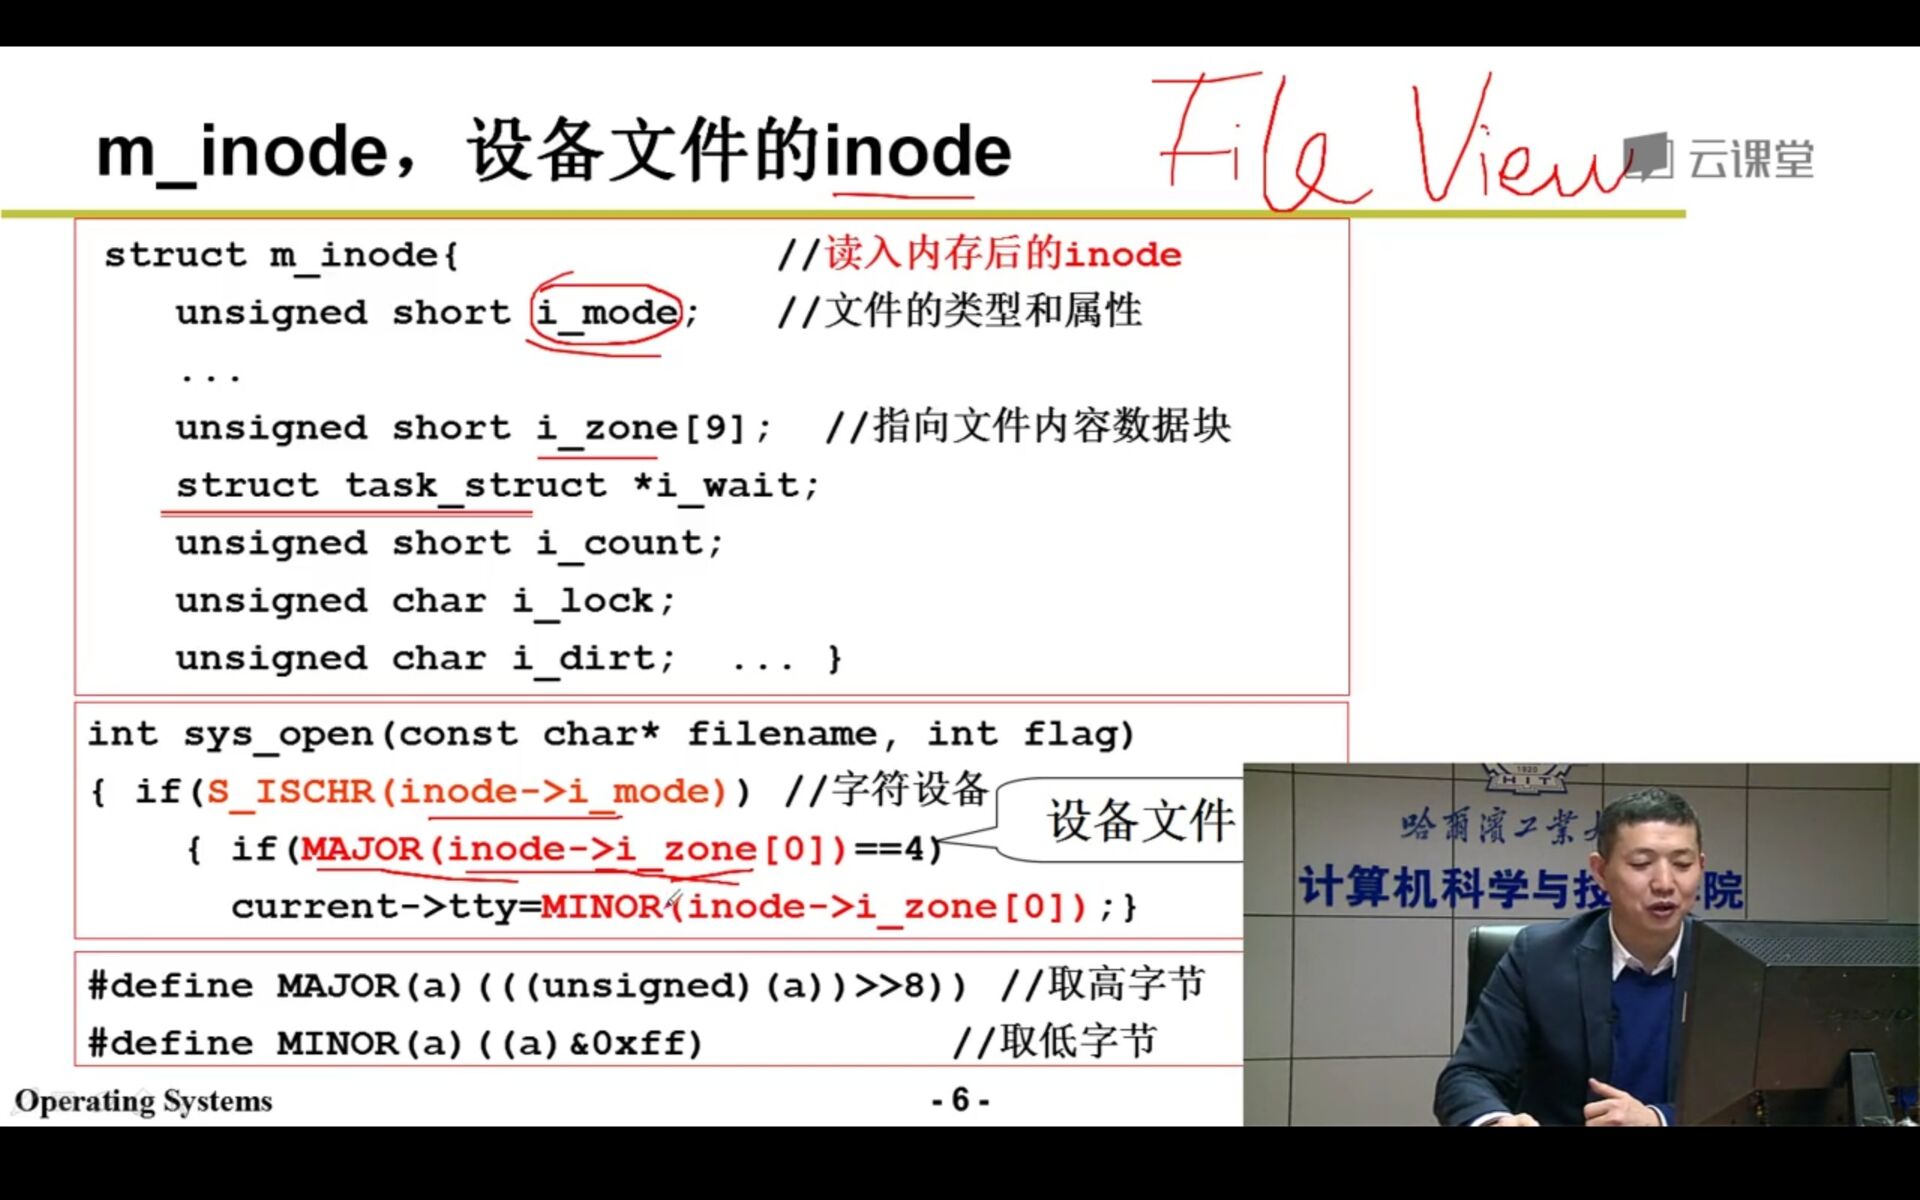 m_inode，设备文件的inode
File View
云课堂
struct m_inode{ //读入内存后的inode
unsigned short i_mode; //文件的类型和属性
...
unsigned short i_zone[9]; //指向文件内容数据块
struct task_struct *i_wait;
unsigned short i_count;
unsigned char i_lock;
unsigned char i_dirt; ... }
int sys_open(const char* filename, int flag)
{ if(S_ISCHR(inode->i_mode)) //字符设备
{ if(MAJOR(inode->i_zone[0])==4)
设备文件
current->tty=MINOR(inode->i_zone[0]);}
#define MAJOR(a)(((unsigned)(a))>>8)) //取高字节
#define MINOR(a)((a)&0xff) //取低字节
1920
HIT
哈爾濱工業
计算机科学与技 院
Operating Systems
- 6 -